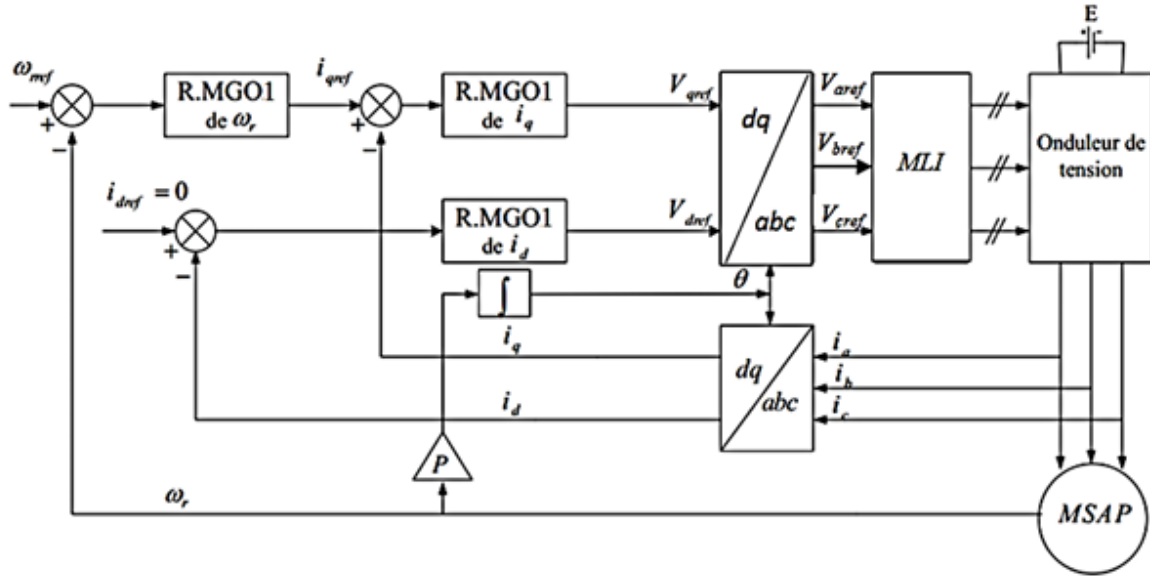 E
ω_rref
R.MGO1
de ω_r
i_qref
R.MGO1
de i_q
V_qref
dq
abc
V_aref
V_bref
V_cref
MLI
Onduleur de
tension
+
−
+
−
i_dref = 0
R.MGO1
de i_d
V_dref
+
−
∫
θ
i_q
dq
abc
i_a
i_b
i_c
i_d
P
ω_r
MSAP